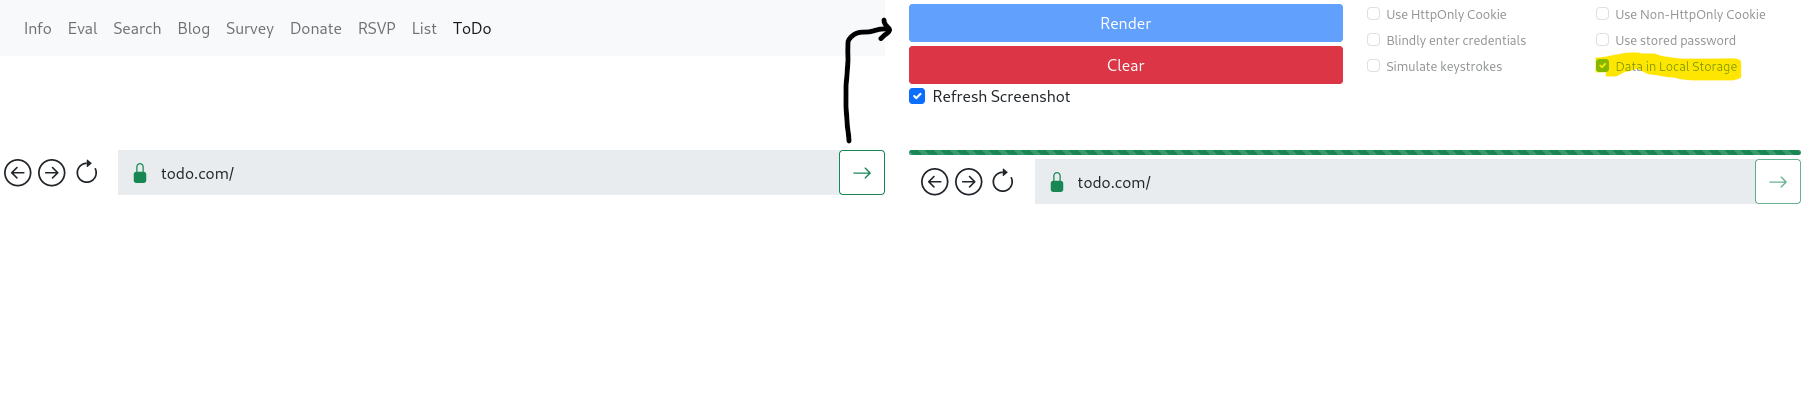 Info Eval Search Blog Survey Donate RSVP List ToDo
todo.com/
Render
Clear
Refresh Screenshot
Use HttpOnly Cookie
Use Non-HttpOnly Cookie
Blindly enter credentials
Use stored password
Simulate keystrokes
Data in Local Storage
todo.com/